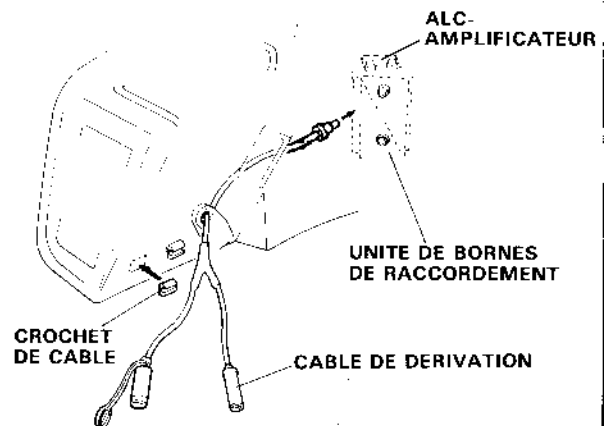 ALC-
AMPLIFICATEUR
UNITE DE BORNES
DE RACCORDEMENT
CROCHET
DE CABLE
CABLE DE DERIVATION